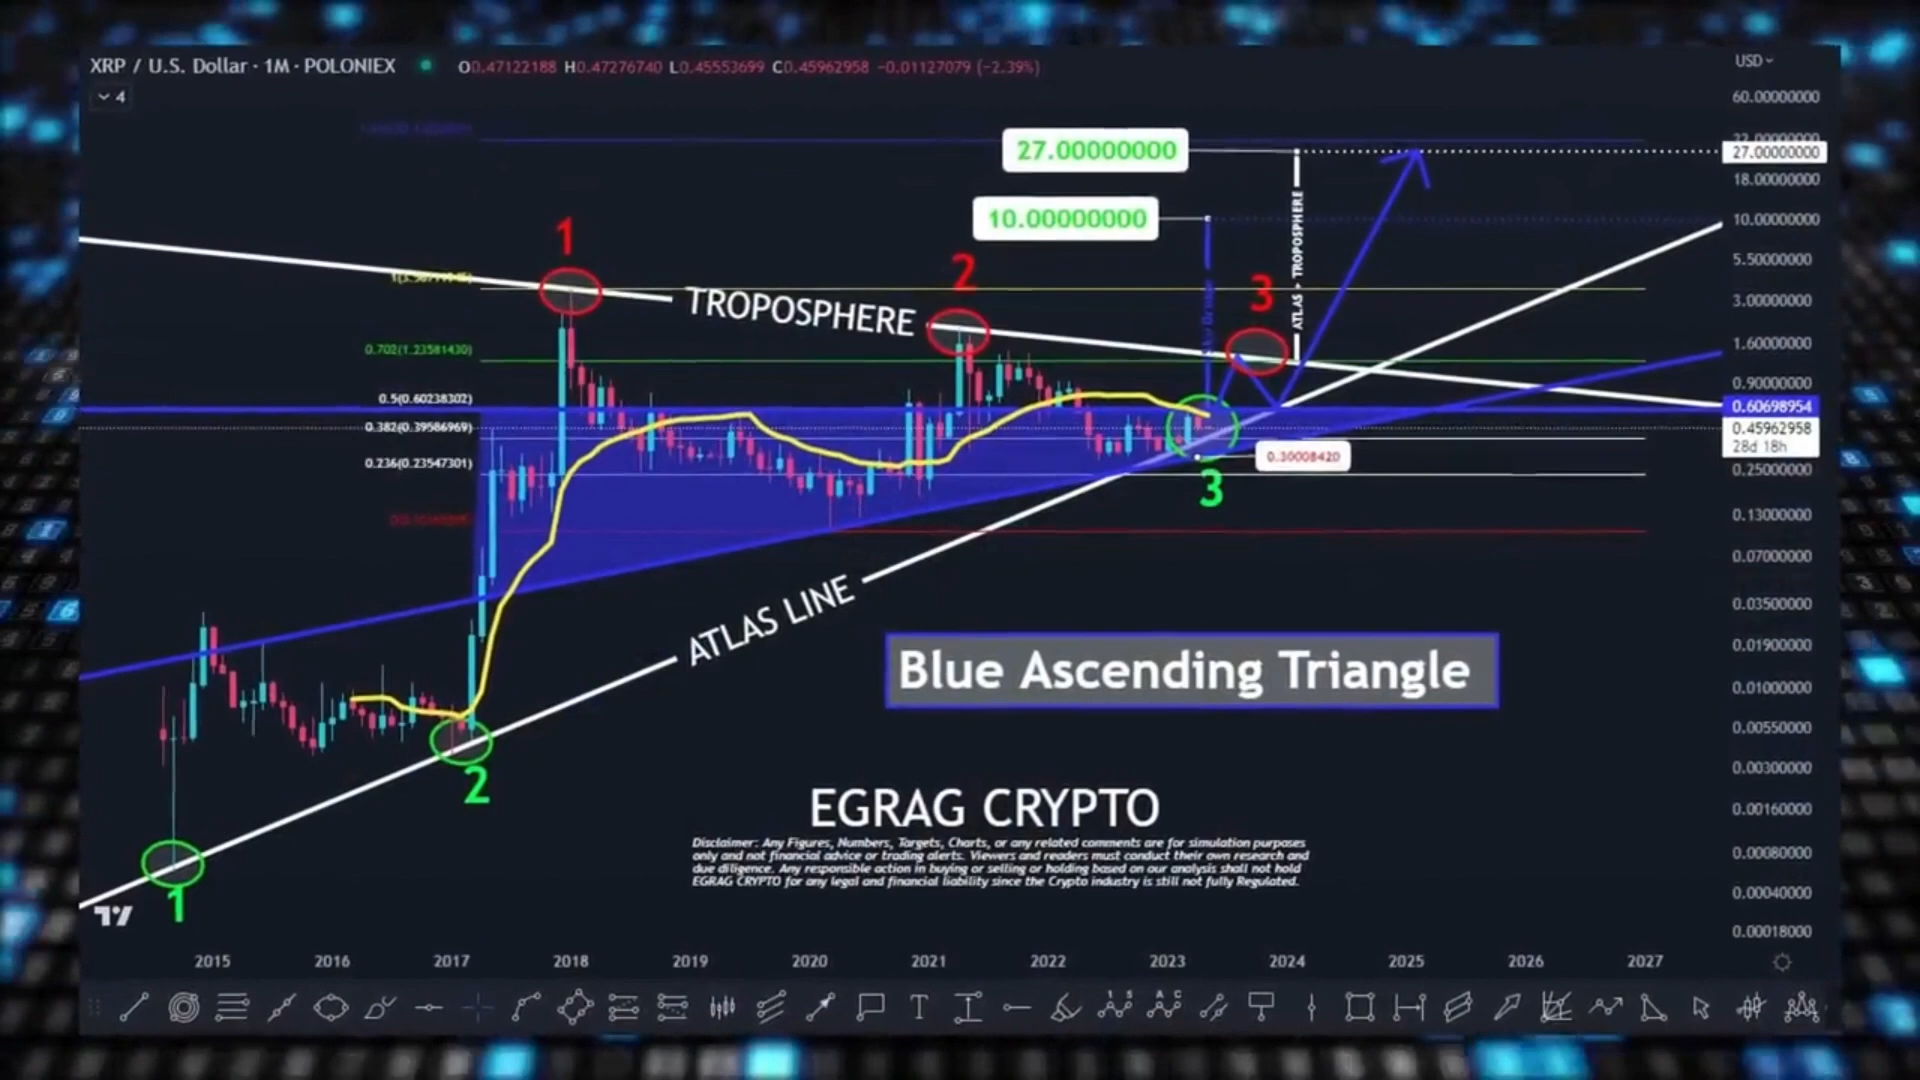 XRP / U.S. Dollar · 1M · POLONIEX O0.47122188 H0.47276740 L0.45553699 C0.45962958 −0.01127079 (−2.39%)
USD
4
60.00000000
27.00000000
27.00000000
18.00000000
10.00000000
10.00000000
5.50000000
3.00000000
1.60000000
0.90000000
0.60698954
0.45962958
28d 18h
0.25000000
0.13000000
0.07000000
0.03500000
0.01900000
0.01000000
0.00550000
0.00300000
0.00160000
0.00080000
0.00040000
0.00018000
1
2
3
TROPOSPHERE
ATLAS - TROPOSPHERE
0.702(1.23581430)
0.5(0.60238302)
0.382(0.39586969)
0.236(0.23547301)
0.30008420
3
ATLAS LINE
Blue Ascending Triangle
2
1
EGRAG CRYPTO
Disclaimer: Any Figures, Numbers, Targets, Charts, or any related comments are for simulation purposes
only and not financial advice or trading alerts. Viewers and readers must conduct their own research and
due diligence. Any responsible action in buying or selling or holding based on our analysis shall not hold
EGRAG CRYPTO for any legal and financial liability since the Crypto industry is still not fully Regulated.
2015 2016 2017 2018 2019 2020 2021 2022 2023 2024 2025 2026 2027